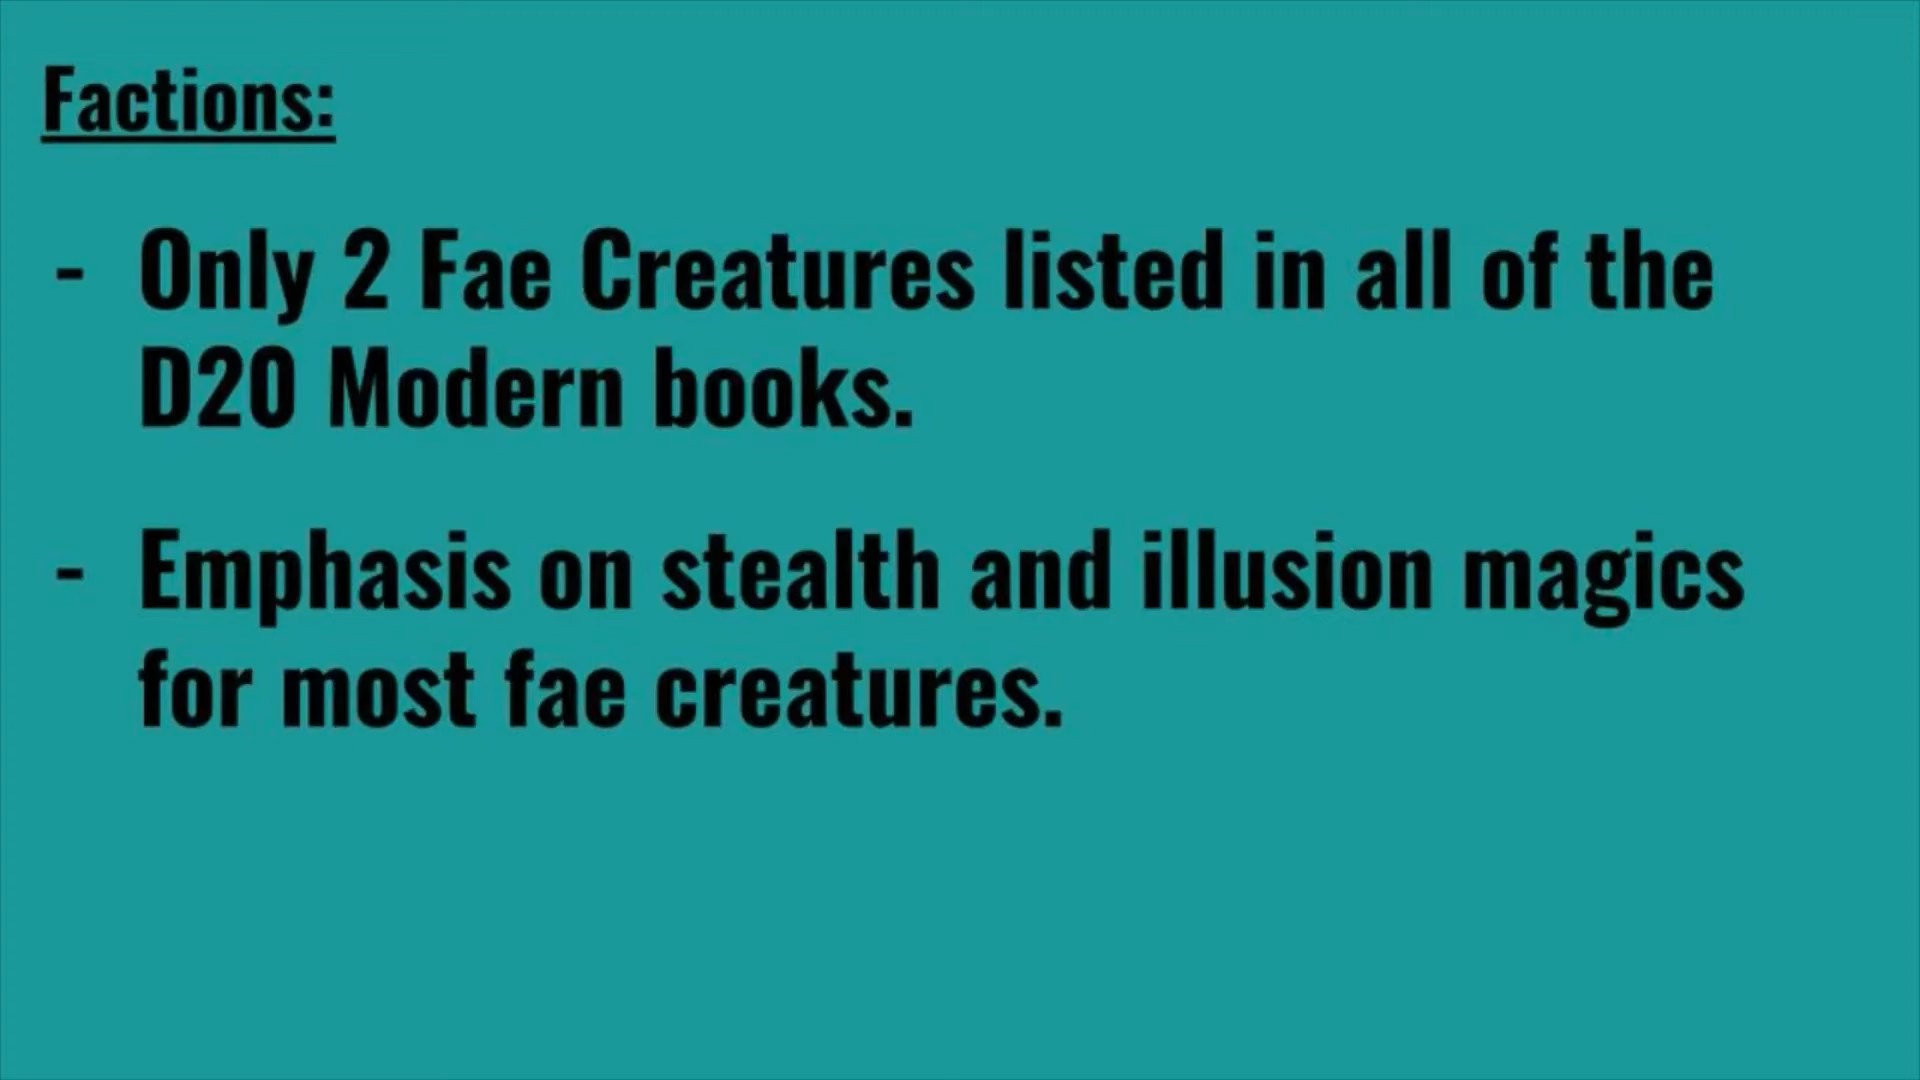 Factions:
- Only 2 Fae Creatures listed in all of the
D20 Modern books.
- Emphasis on stealth and illusion magics
for most fae creatures.